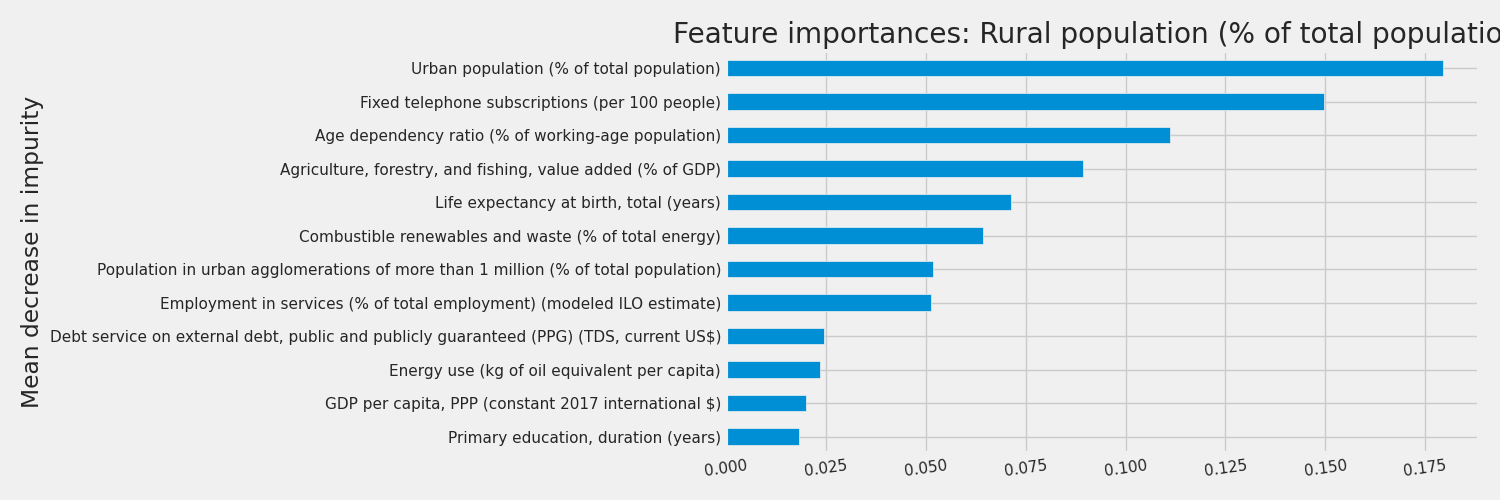 Feature importances: Rural population (% of total populatio
Mean decrease in impurity
Urban population (% of total population)
Fixed telephone subscriptions (per 100 people)
Age dependency ratio (% of working-age population)
Agriculture, forestry, and fishing, value added (% of GDP)
Life expectancy at birth, total (years)
Combustible renewables and waste (% of total energy)
Population in urban agglomerations of more than 1 million (% of total population)
Employment in services (% of total employment) (modeled ILO estimate)
Debt service on external debt, public and publicly guaranteed (PPG) (TDS, current US$)
Energy use (kg of oil equivalent per capita)
GDP per capita, PPP (constant 2017 international $)
Primary education, duration (years)
0.000 0.025 0.050 0.075 0.100 0.125 0.150 0.175